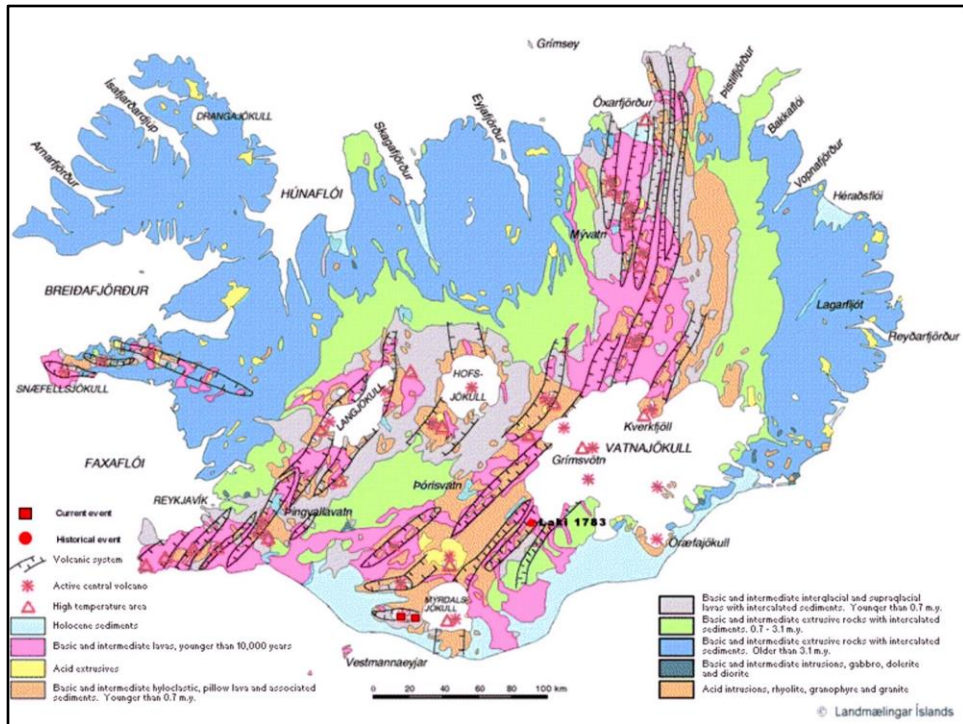 Grímsey
Ísafjarðardjúp
DRANGAJÖKULL
Arnarfjörður
HÚNAFLÓI
Skagafjörður
Eyjafjörður
Öxarfjörður
Þistilfjörður
Bakkaflói
Vopnafjörður
Héraðsflói
Mývatn
BREIÐAFJÖRÐUR
Lagarfljót
Reyðarfjörður
SNÆFELLSJÖKULL
LANGJÖKULL
HOFS-
JÖKULL
Kverkfjöll
VATNAJÖKULL
Grímsvötn
FAXAFLÓI
Þórisvatn
REYKJAVÍK
Þingvallavatn
Laki 1783
Öræfajökull
MÝRDALS-
JÖKULL
Vestmannaeyjar
Current event
Historical event
Volcanic system
Active central volcano
High temperature area
Holocene sediments
Basic and intermediate lavas, younger than 10,000 years
Acid extrusives
Basic and intermediate hyloclastic, pillow lava and associated
sediments. Younger than 0.7 m.y.
0 20 40 60 80 100 km
Basic and intermediate interglacial and supraglacial
lavas with intercalated sediments. Younger than 0.7 m.y.
Basic and intermediate extrusive rocks with intercalated
sediments. 0.7 - 3.1 m.y.
Basic and intermediate extrusive rocks with intercalated
sediments. Older than 3.1 m.y.
Basic and intermediate intrusions, gabbro, dolerite
and diorite
Acid intrusions, rhyolite, granophyre and granite
© Landmælingar Íslands